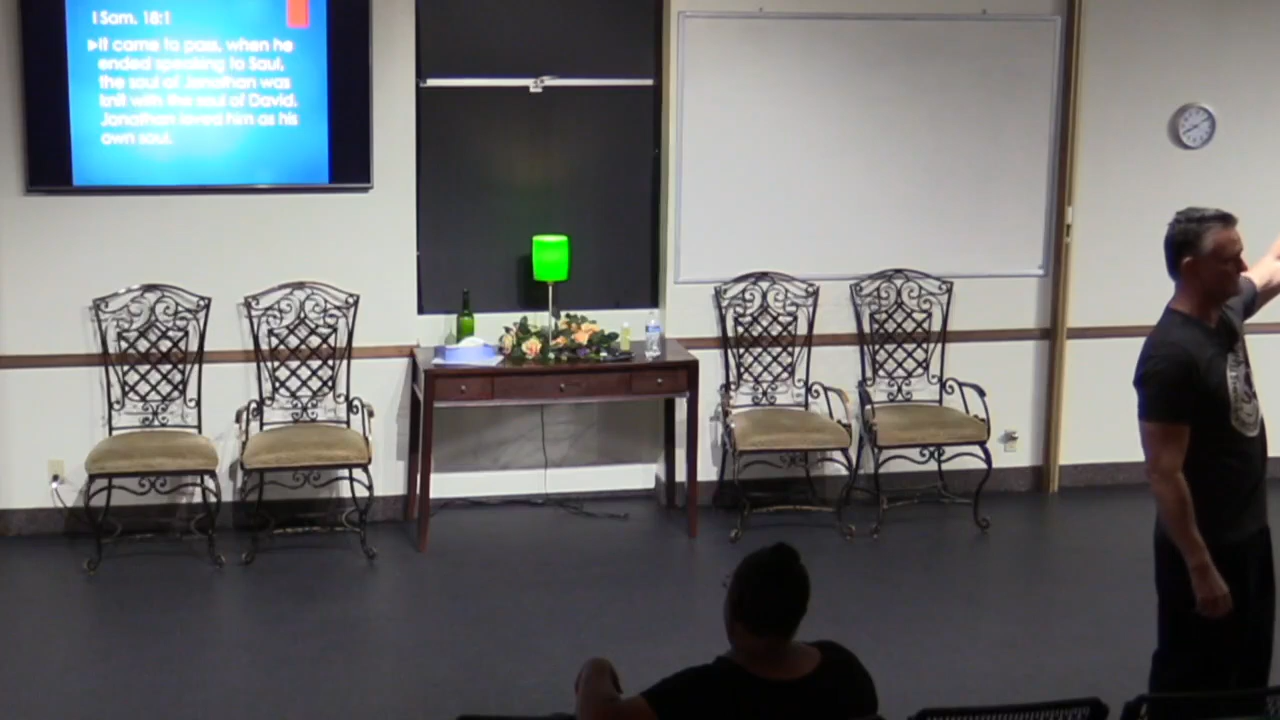 I Sam. 18:1
It came to pass, when he
ended speaking to Saul,
the soul of Jonathan was
knit with the soul of David.
Jonathan loved him as his
own soul.